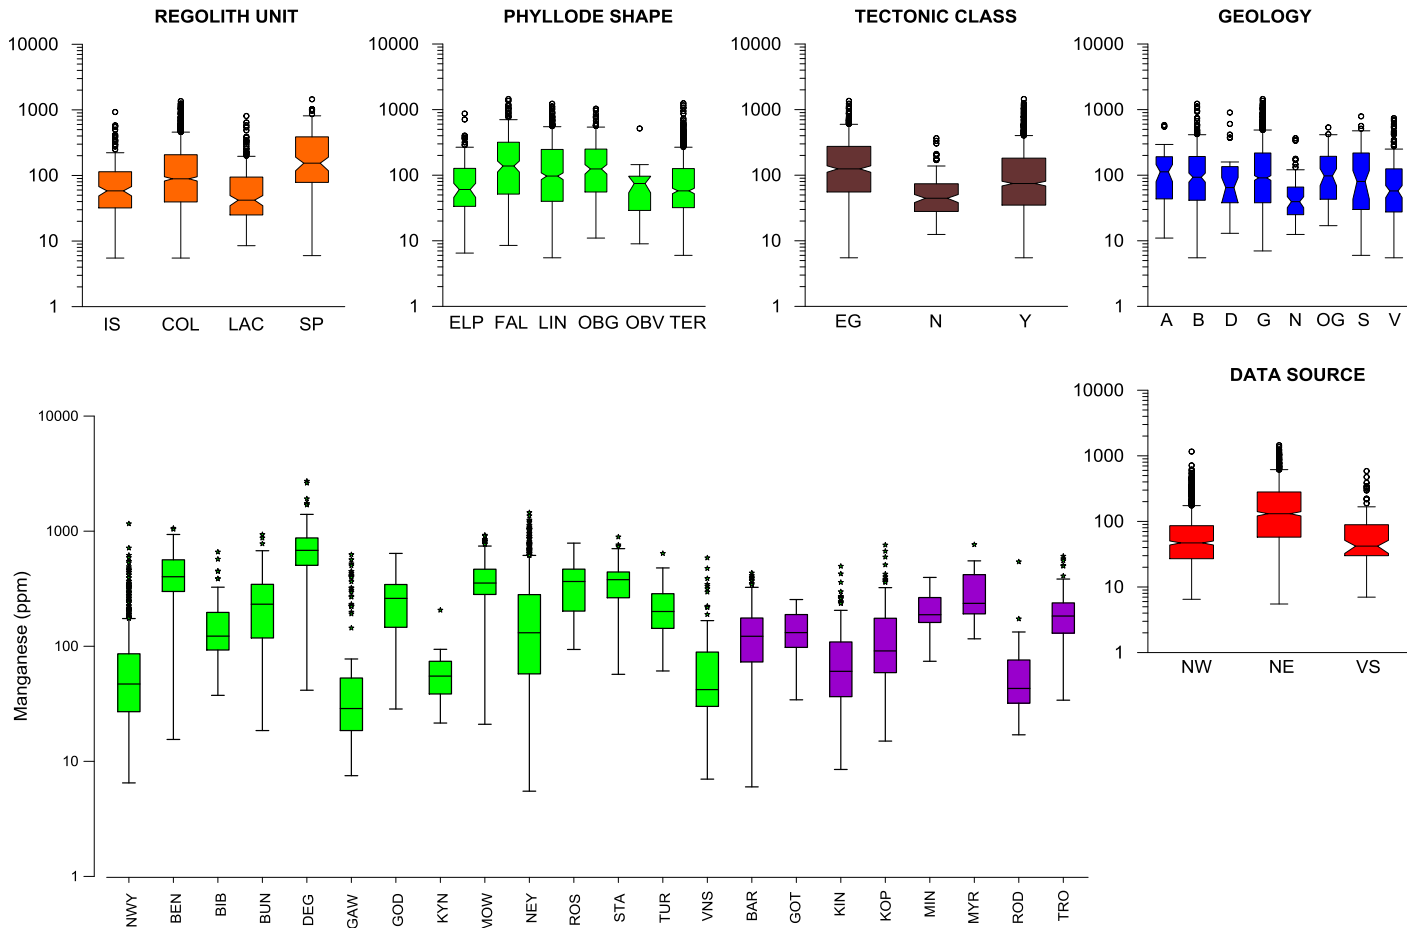 REGOLITH UNIT PHYLLODE SHAPE TECTONIC CLASS GEOLOGY
10000 10000 10000 10000
1000 1000 1000 1000
100 100 100 100
10 10 10 10
1 1 1 1
IS COL LAC SP ELP FAL LIN OBG OBV TER EG N Y A B D G N OG S V
DATA SOURCE
10000
1000
100
10
1
NW NE VS
Manganese (ppm)
10000
1000
100
10
1
NWY BEN BIB BUN DEG GAW GOD KYN MOW NEY ROS STA TUR VNS BAR GOT KIN KOP MIN MYR ROD TRO